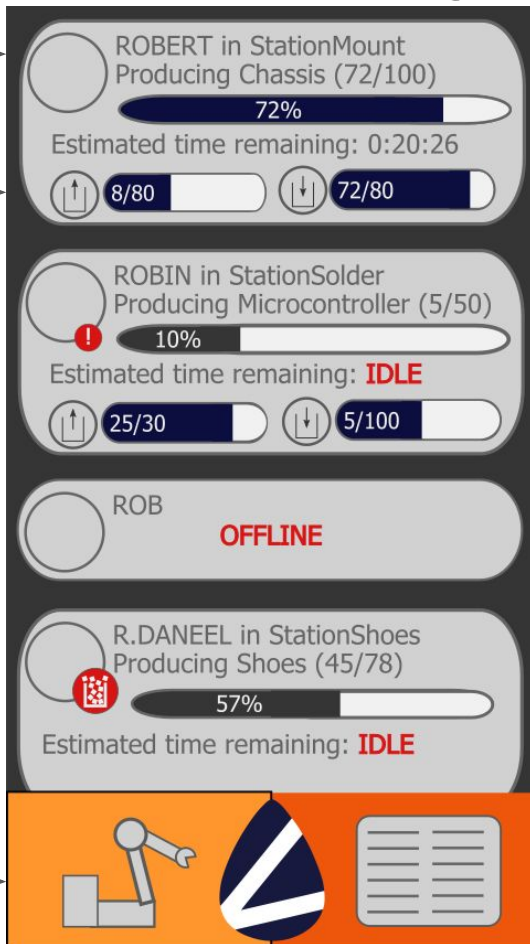 ROBERT in StationMount
Producing Chassis (72/100)
72%
Estimated time remaining: 0:20:26
8/80 72/80
ROBIN in StationSolder
Producing Microcontroller (5/50)
!
10%
Estimated time remaining: IDLE
25/30 5/100
ROB
OFFLINE
R.DANEEL in StationShoes
Producing Shoes (45/78)
57%
Estimated time remaining: IDLE